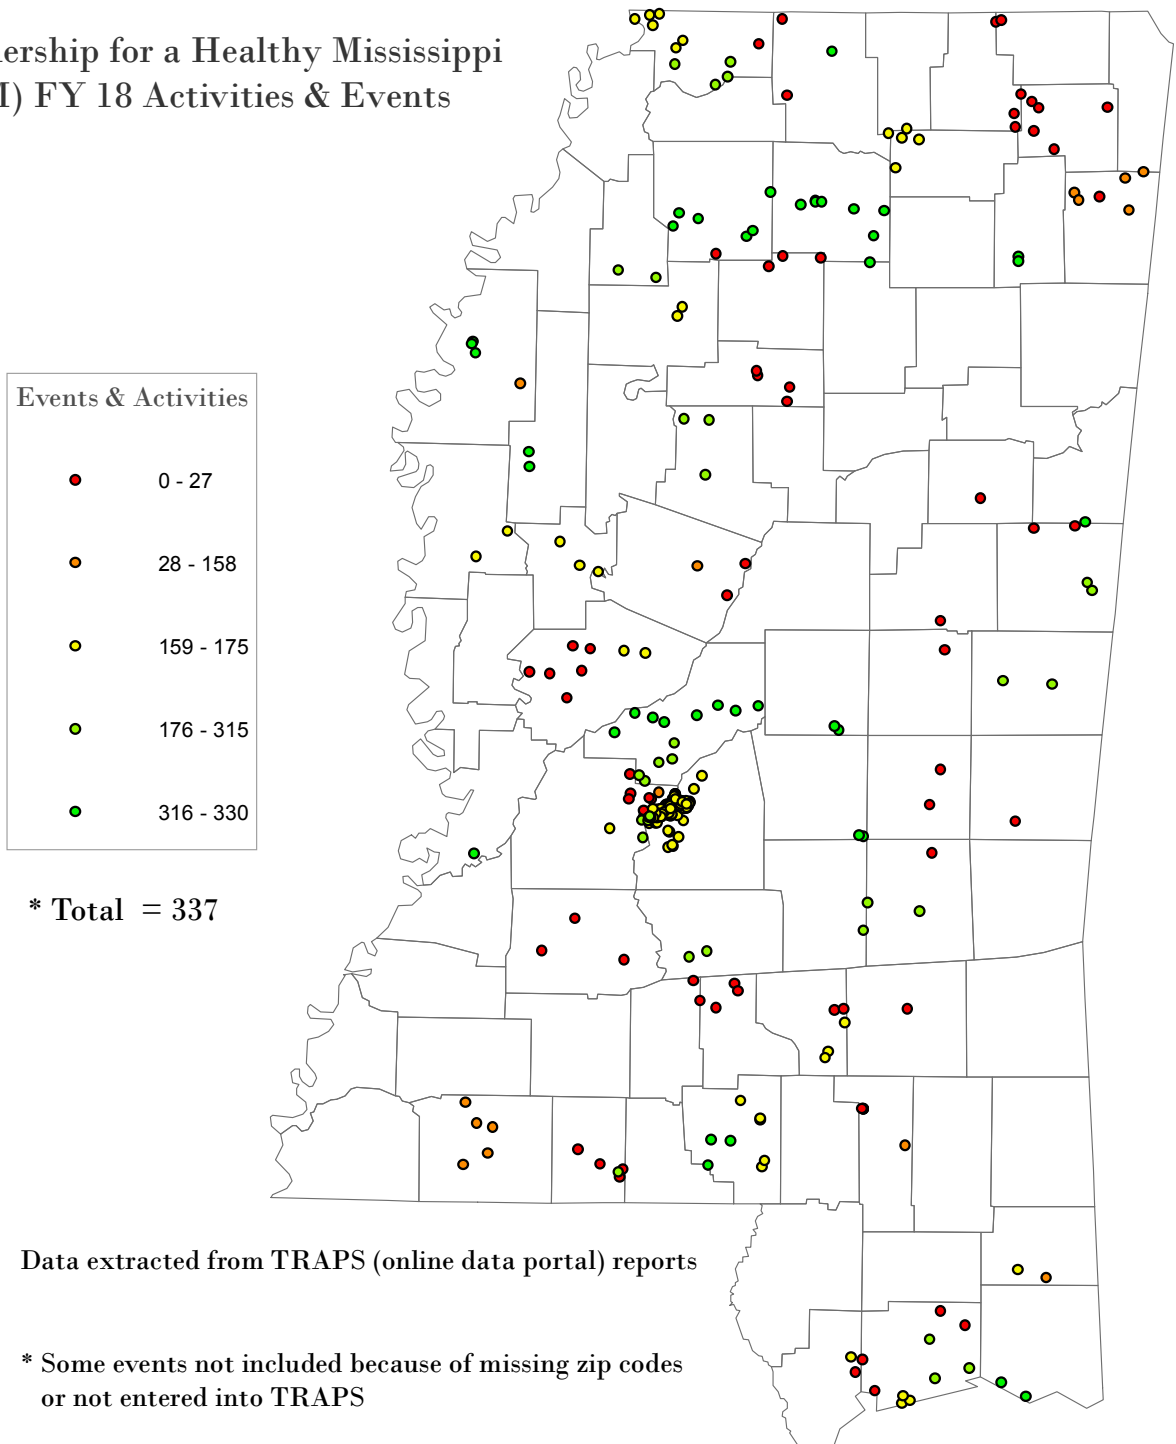 nership for a Healthy Mississippi
I) FY 18 Activities & Events
Events & Activities
0 - 27
28 - 158
159 - 175
176 - 315
316 - 330
* Total = 337
Data extracted from TRAPS (online data portal) reports
* Some events not included because of missing zip codes
or not entered into TRAPS